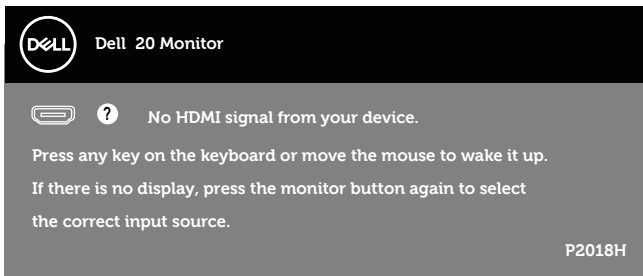 DELL
Dell 20 Monitor
? No HDMI signal from your device.
Press any key on the keyboard or move the mouse to wake it up.
If there is no display, press the monitor button again to select
the correct input source.
P2018H